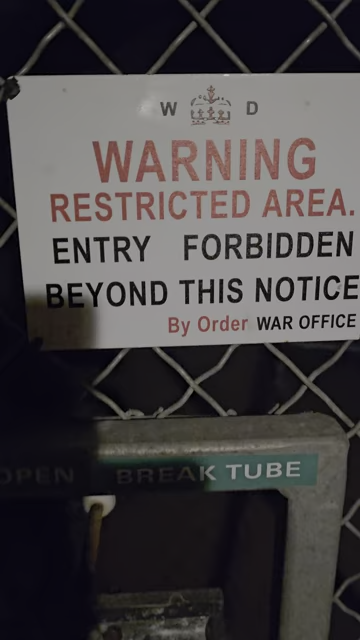 W D
WARNING
RESTRICTED AREA.
ENTRY FORBIDDEN
BEYOND THIS NOTICE
By Order WAR OFFICE
OPEN BREAK TUBE